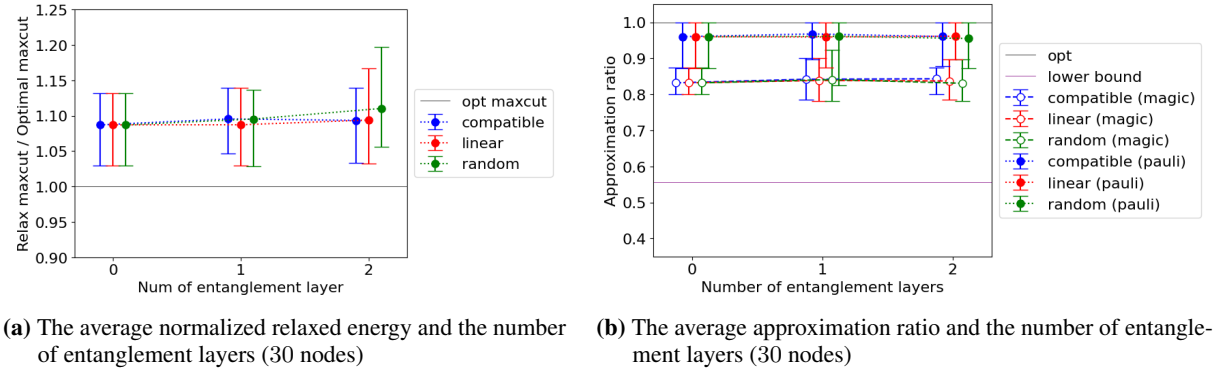 1.25
1.20
1.15
1.10
1.05
1.00
0.95
0.90
Relax maxcut / Optimal maxcut
0 1 2
Num of entanglement layer
opt maxcut
compatible
linear
random
(a) The average normalized relaxed energy and the number
of entanglement layers (30 nodes)
1.0
0.9
0.8
0.7
0.6
0.5
0.4
Approximation ratio
0 1 2
Number of entanglement layers
opt
lower bound
compatible (magic)
linear (magic)
random (magic)
compatible (pauli)
linear (pauli)
random (pauli)
(b) The average approximation ratio and the number of entangle-
ment layers (30 nodes)